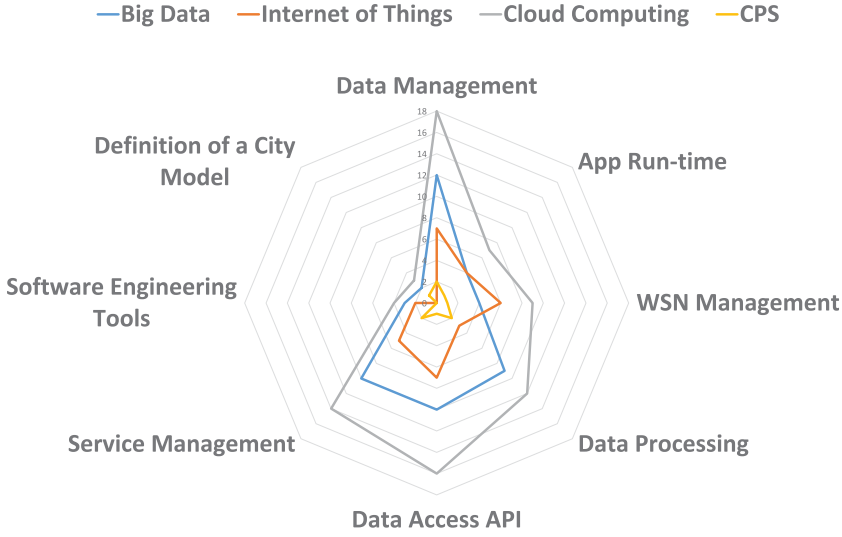 Big Data Internet of Things Cloud Computing CPS
Data Management
18
16
14
12
10
8
6
4
2
0
Definition of a City
Model
App Run-time
Software Engineering
Tools
WSN Management
Service Management
Data Processing
Data Access API